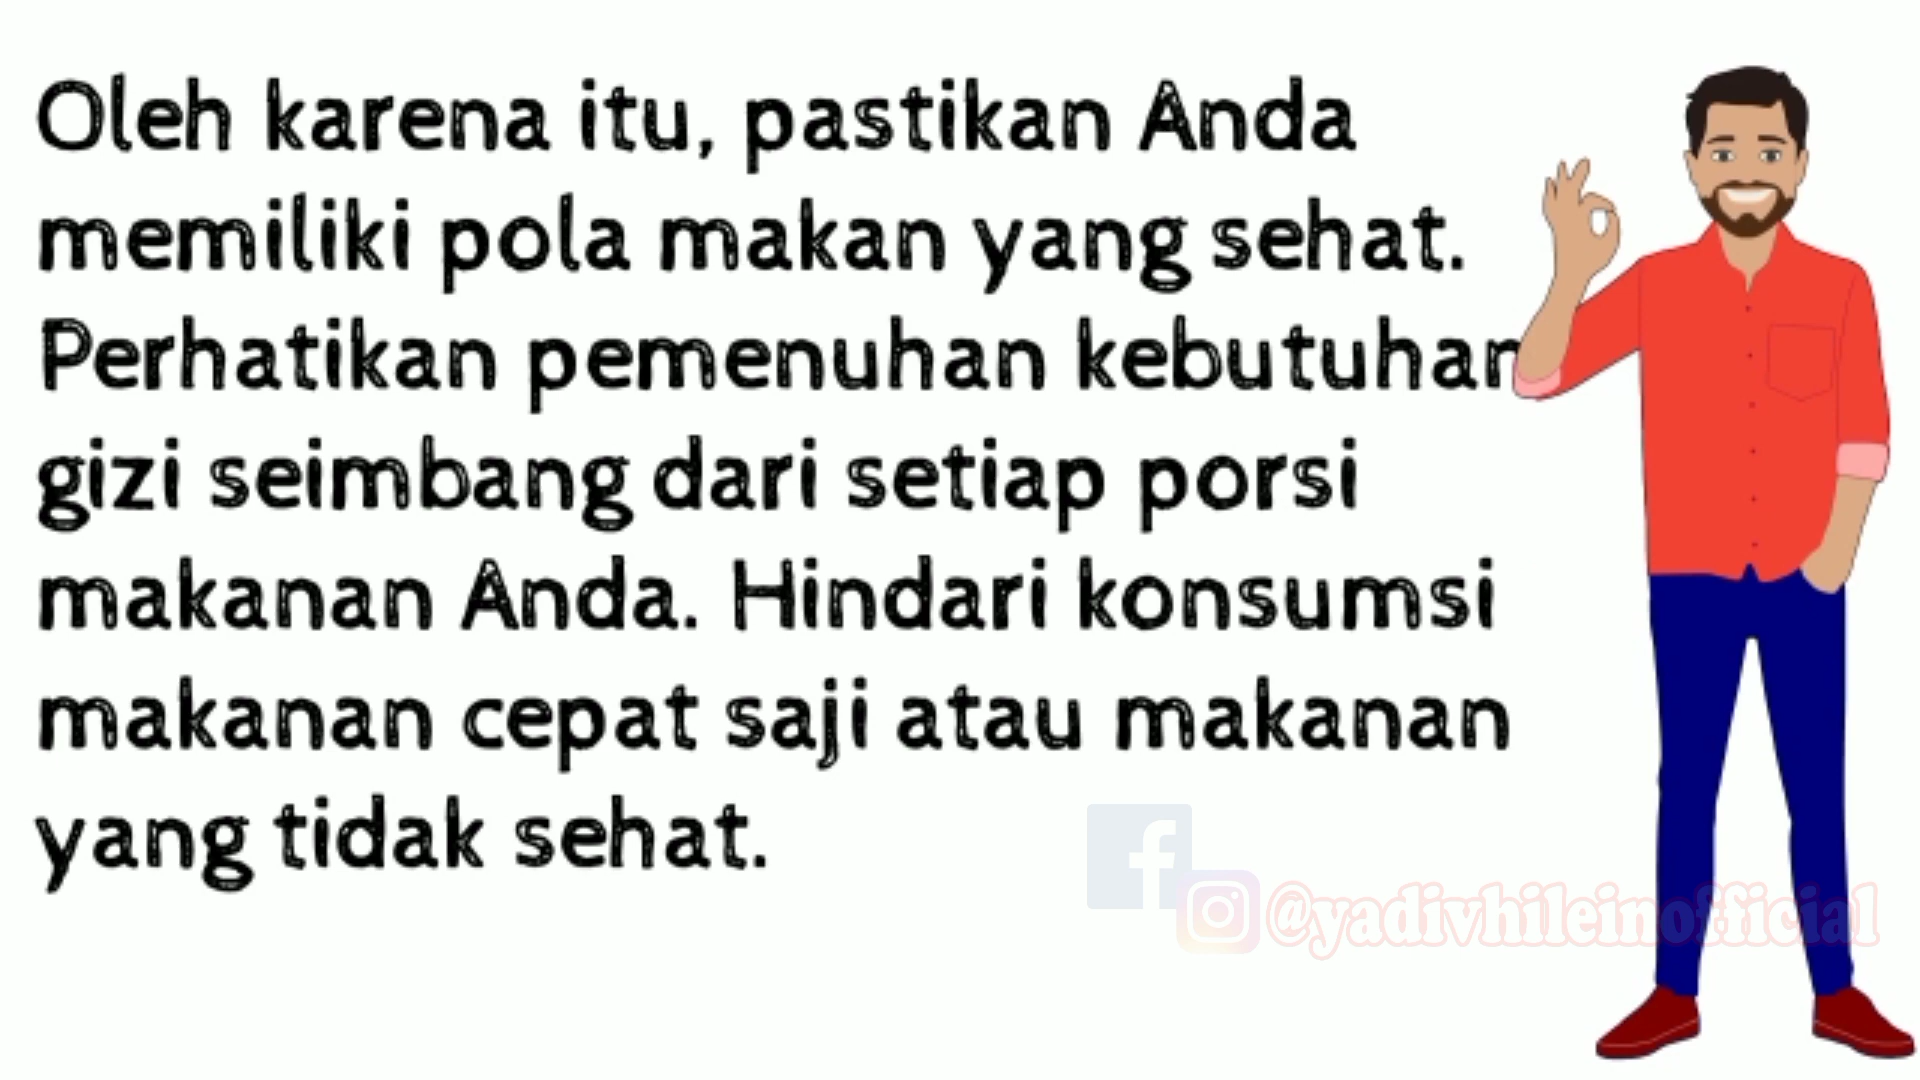 Oleh karena itu, pastikan Anda
memiliki pola makan yang sehat.
Perhatikan pemenuhan kebutuhan
gizi seimbang dari setiap porsi
makanan Anda. Hindari konsumsi
makanan cepat saji atau makanan
yang tidak sehat.
@yadivhileinofficial